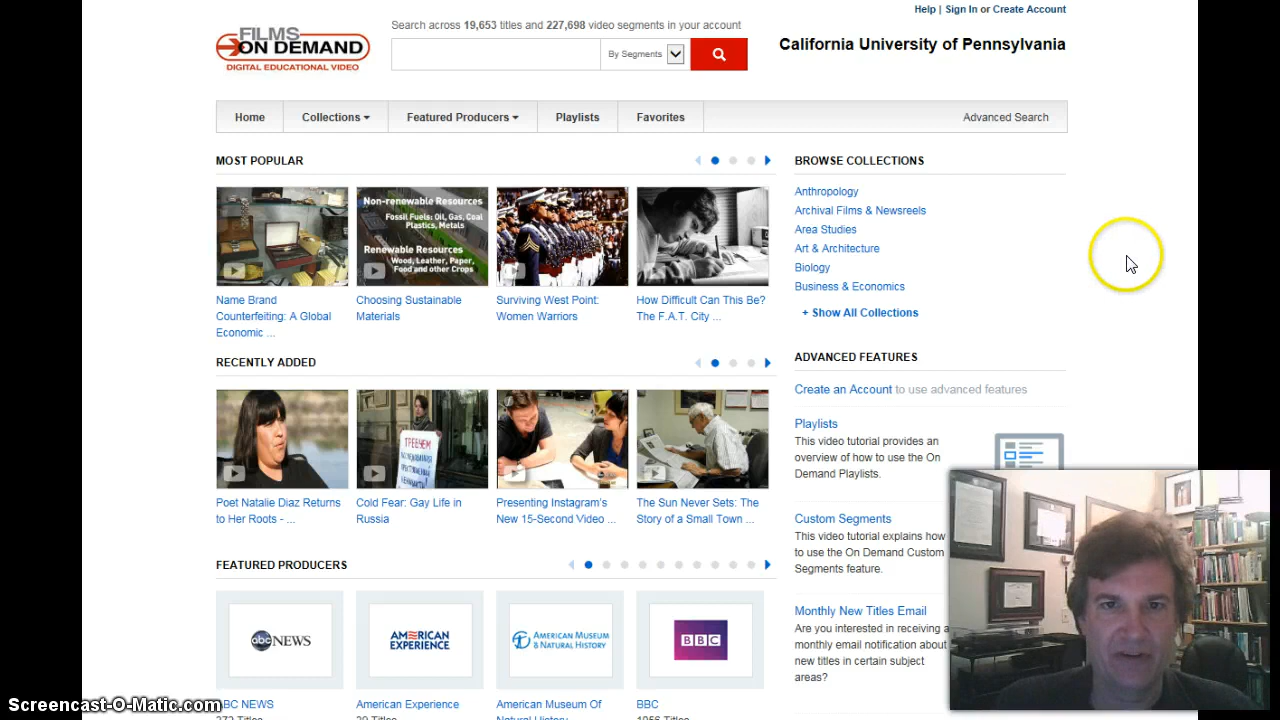 Help | Sign In or Create Account
FILMS
ON DEMAND
DIGITAL EDUCATIONAL VIDEO
Search across 19,653 titles and 227,698 video segments in your account
By Segments
California University of Pennsylvania
Home
Collections
Featured Producers
Playlists
Favorites
Advanced Search
MOST POPULAR
Non-renewable Resources
Fossil Fuels: Oil, Gas, Coal
Plastics, Metals
Renewable Resources
Wood, Leather, Paper,
Food and other Crops
Name Brand
Counterfeiting: A Global
Economic ...
Choosing Sustainable
Materials
Surviving West Point:
Women Warriors
How Difficult Can This Be?
The F.A.T. City ...
RECENTLY ADDED
Poet Natalie Diaz Returns
to Her Roots - ...
Cold Fear: Gay Life in
Russia
Presenting Instagram's
New 15-Second Video ...
The Sun Never Sets: The
Story of a Small Town ...
FEATURED PRODUCERS
abc NEWS
AMERICAN
EXPERIENCE
AMERICAN MUSEUM
& NATURAL HISTORY
BBC
BC NEWS
372 Titles
American Experience
39 Titles
American Museum Of
Natural History
BBC
1956 Titles
BROWSE COLLECTIONS
Anthropology
Archival Films & Newsreels
Area Studies
Art & Architecture
Biology
Business & Economics
+ Show All Collections
ADVANCED FEATURES
Create an Account to use advanced features
Playlists
This video tutorial provides an
overview of how to use the On
Demand Playlists.
Custom Segments
This video tutorial explains how
to use the On Demand Custom
Segments feature.
Monthly New Titles Email
Are you interested in receiving a
monthly email notification about
new titles in certain subject
areas?
Screencast-O-Matic.com